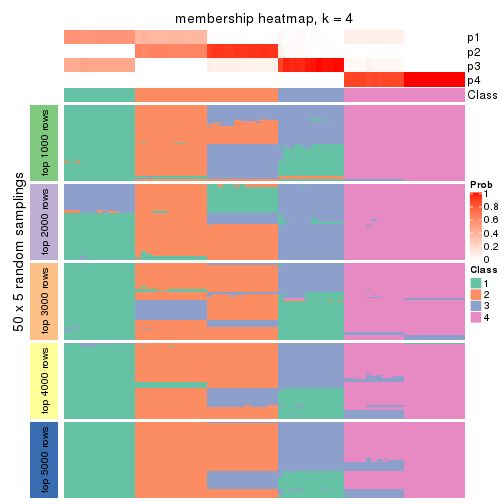 membership heatmap, k = 4
p1
p2
p3
p4
Class
50 x 5 random samplings
top 1000 rows
top 2000 rows
top 3000 rows
top 4000 rows
top 5000 rows
Prob
1
0.8
0.6
0.4
0.2
0
Class
1
2
3
4